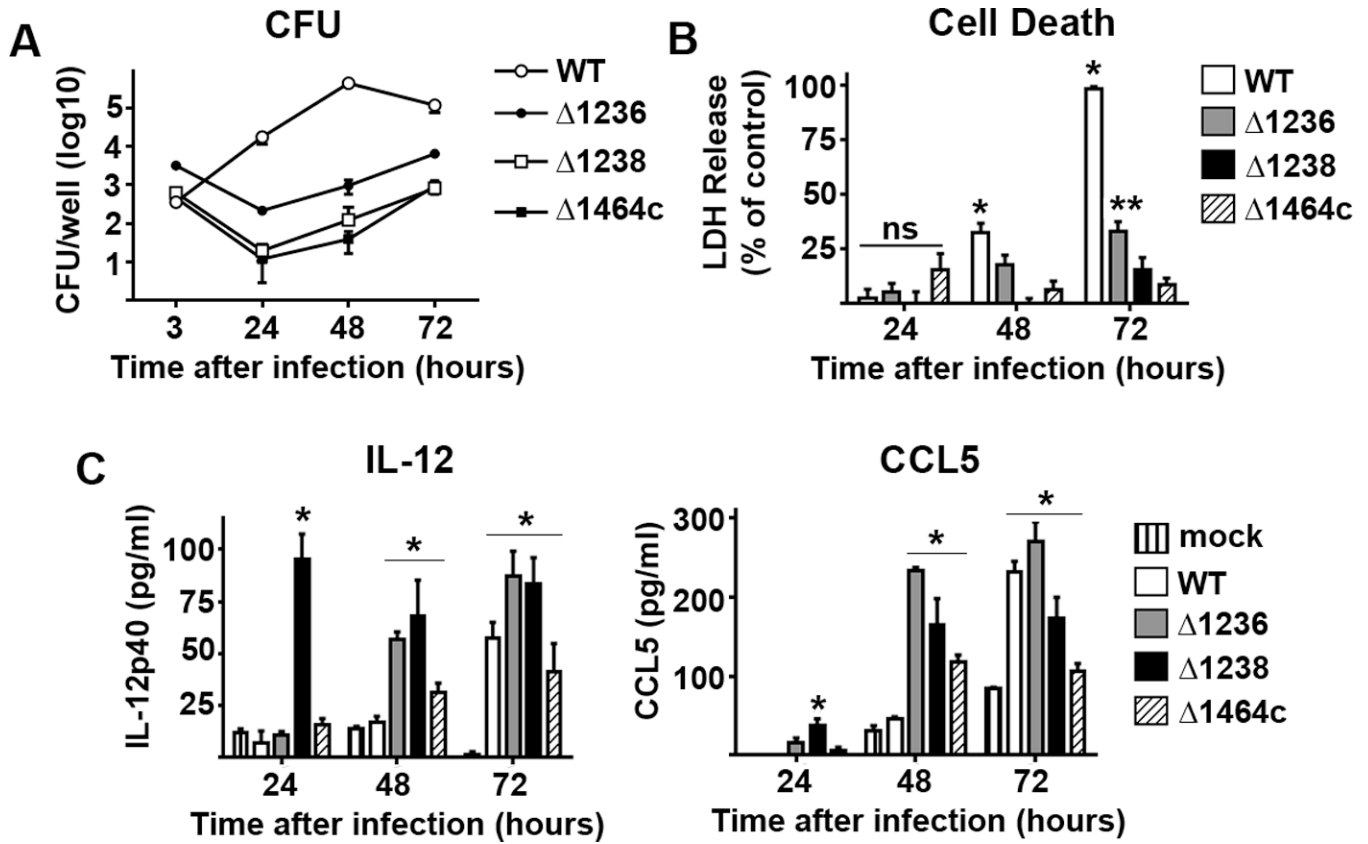 A
CFU
CFU/well (log10)
5
4
3
2
1
3 24 48 72
Time after infection (hours)
WT
Δ1236
Δ1238
Δ1464c
B
Cell Death
LDH Release
(% of control)
100
75
50
25
ns
*
*
**
24 48 72
Time after infection (hours)
WT
Δ1236
Δ1238
Δ1464c
C
IL-12
IL-12p40 (pg/ml)
100
75
50
25
*
*
*
24 48 72
Time after infection (hours)
CCL5
CCL5 (pg/ml)
300
200
100
*
*
*
24 48 72
Time after infection (hours)
mock
WT
Δ1236
Δ1238
Δ1464c